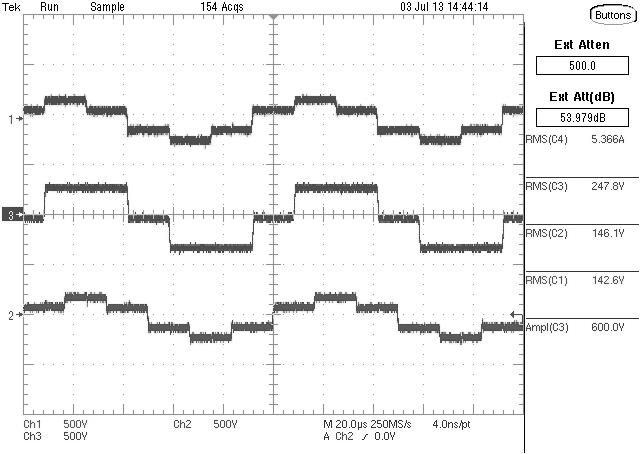 Tek Run Sample 154 Acqs 03 Jul 13 14:44:14
Buttons
Ext Atten
500.0
Ext Att(dB)
53.979dB
1
RMS(C4) 5.366A
RMS(C3) 247.8V
3
RMS(C2) 146.1V
RMS(C1) 142.6V
2
Ampl(C3) 600.0V
Ch1 500V Ch2 500V M 20.0µs 250MS/s 4.0ns/pt
Ch3 500V A Ch2 ∕ 0.0V